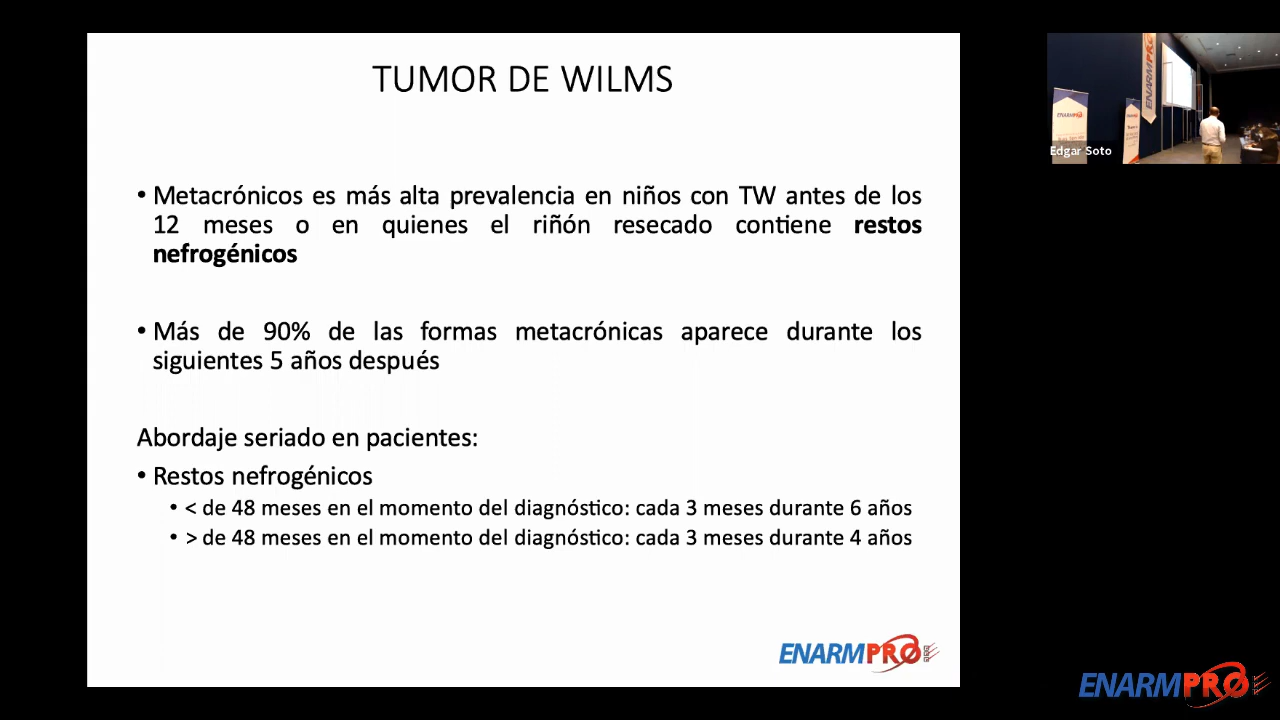 TUMOR DE WILMS
• Metacrónicos es más alta prevalencia en niños con TW antes de los
12 meses o en quienes el riñón resecado contiene restos
nefrogénicos
• Más de 90% de las formas metacrónicas aparece durante los
siguientes 5 años después
Abordaje seriado en pacientes:
• Restos nefrogénicos
• < de 48 meses en el momento del diagnóstico: cada 3 meses durante 6 años
• > de 48 meses en el momento del diagnóstico: cada 3 meses durante 4 años
ENARMPRO
ENARMPRO
ENARMPRO
Edgar Soto
ENARMPRO